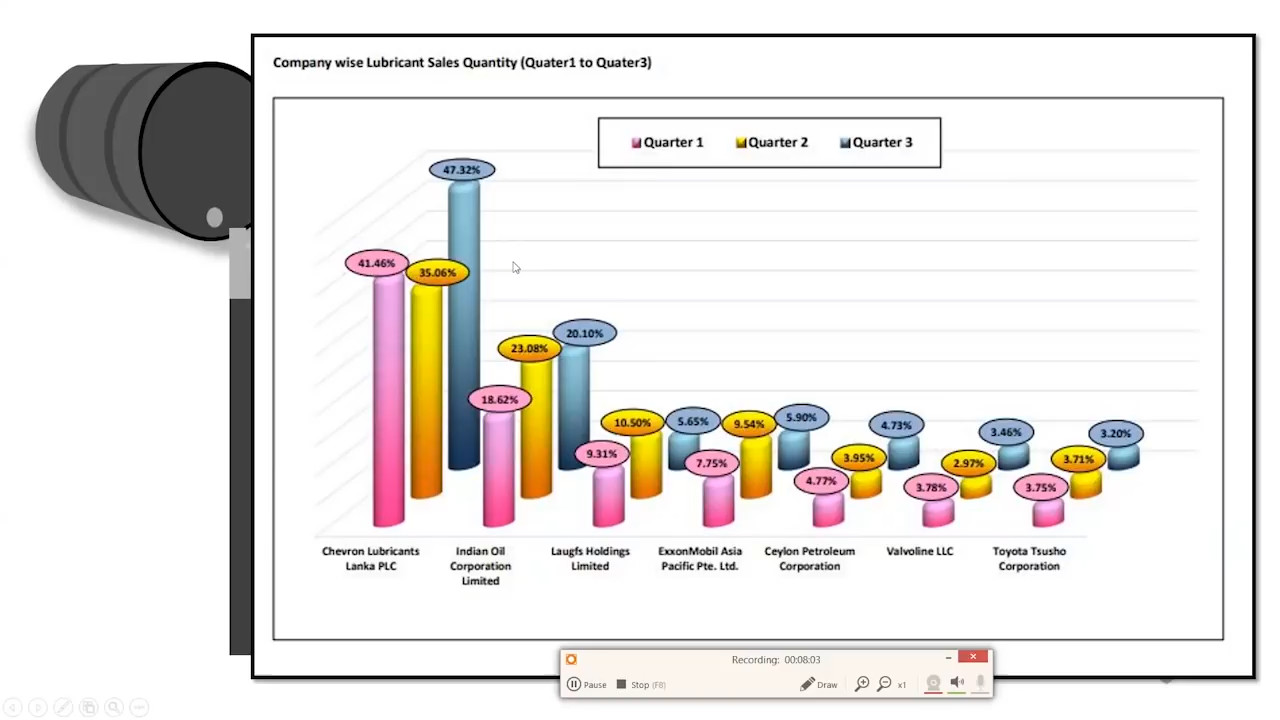 Company wise Lubricant Sales Quantity (Quater1 to Quater3)
Quarter 1 Quarter 2 Quarter 3
47.32%
41.46%
35.06%
20.10%
23.08%
18.62%
10.50%
5.65%
9.54%
5.90%
4.73%
3.46%
3.20%
9.31%
7.75%
3.95%
2.97%
3.71%
4.77%
3.78%
3.75%
Chevron Lubricants
Lanka PLC
Indian Oil
Corporation
Limited
Laugfs Holdings
Limited
ExxonMobil Asia
Pacific Pte. Ltd.
Ceylon Petroleum
Corporation
Valvoline LLC
Toyota Tsusho
Corporation
Recording: 00:08:03
Pause Stop (F8) Draw x1